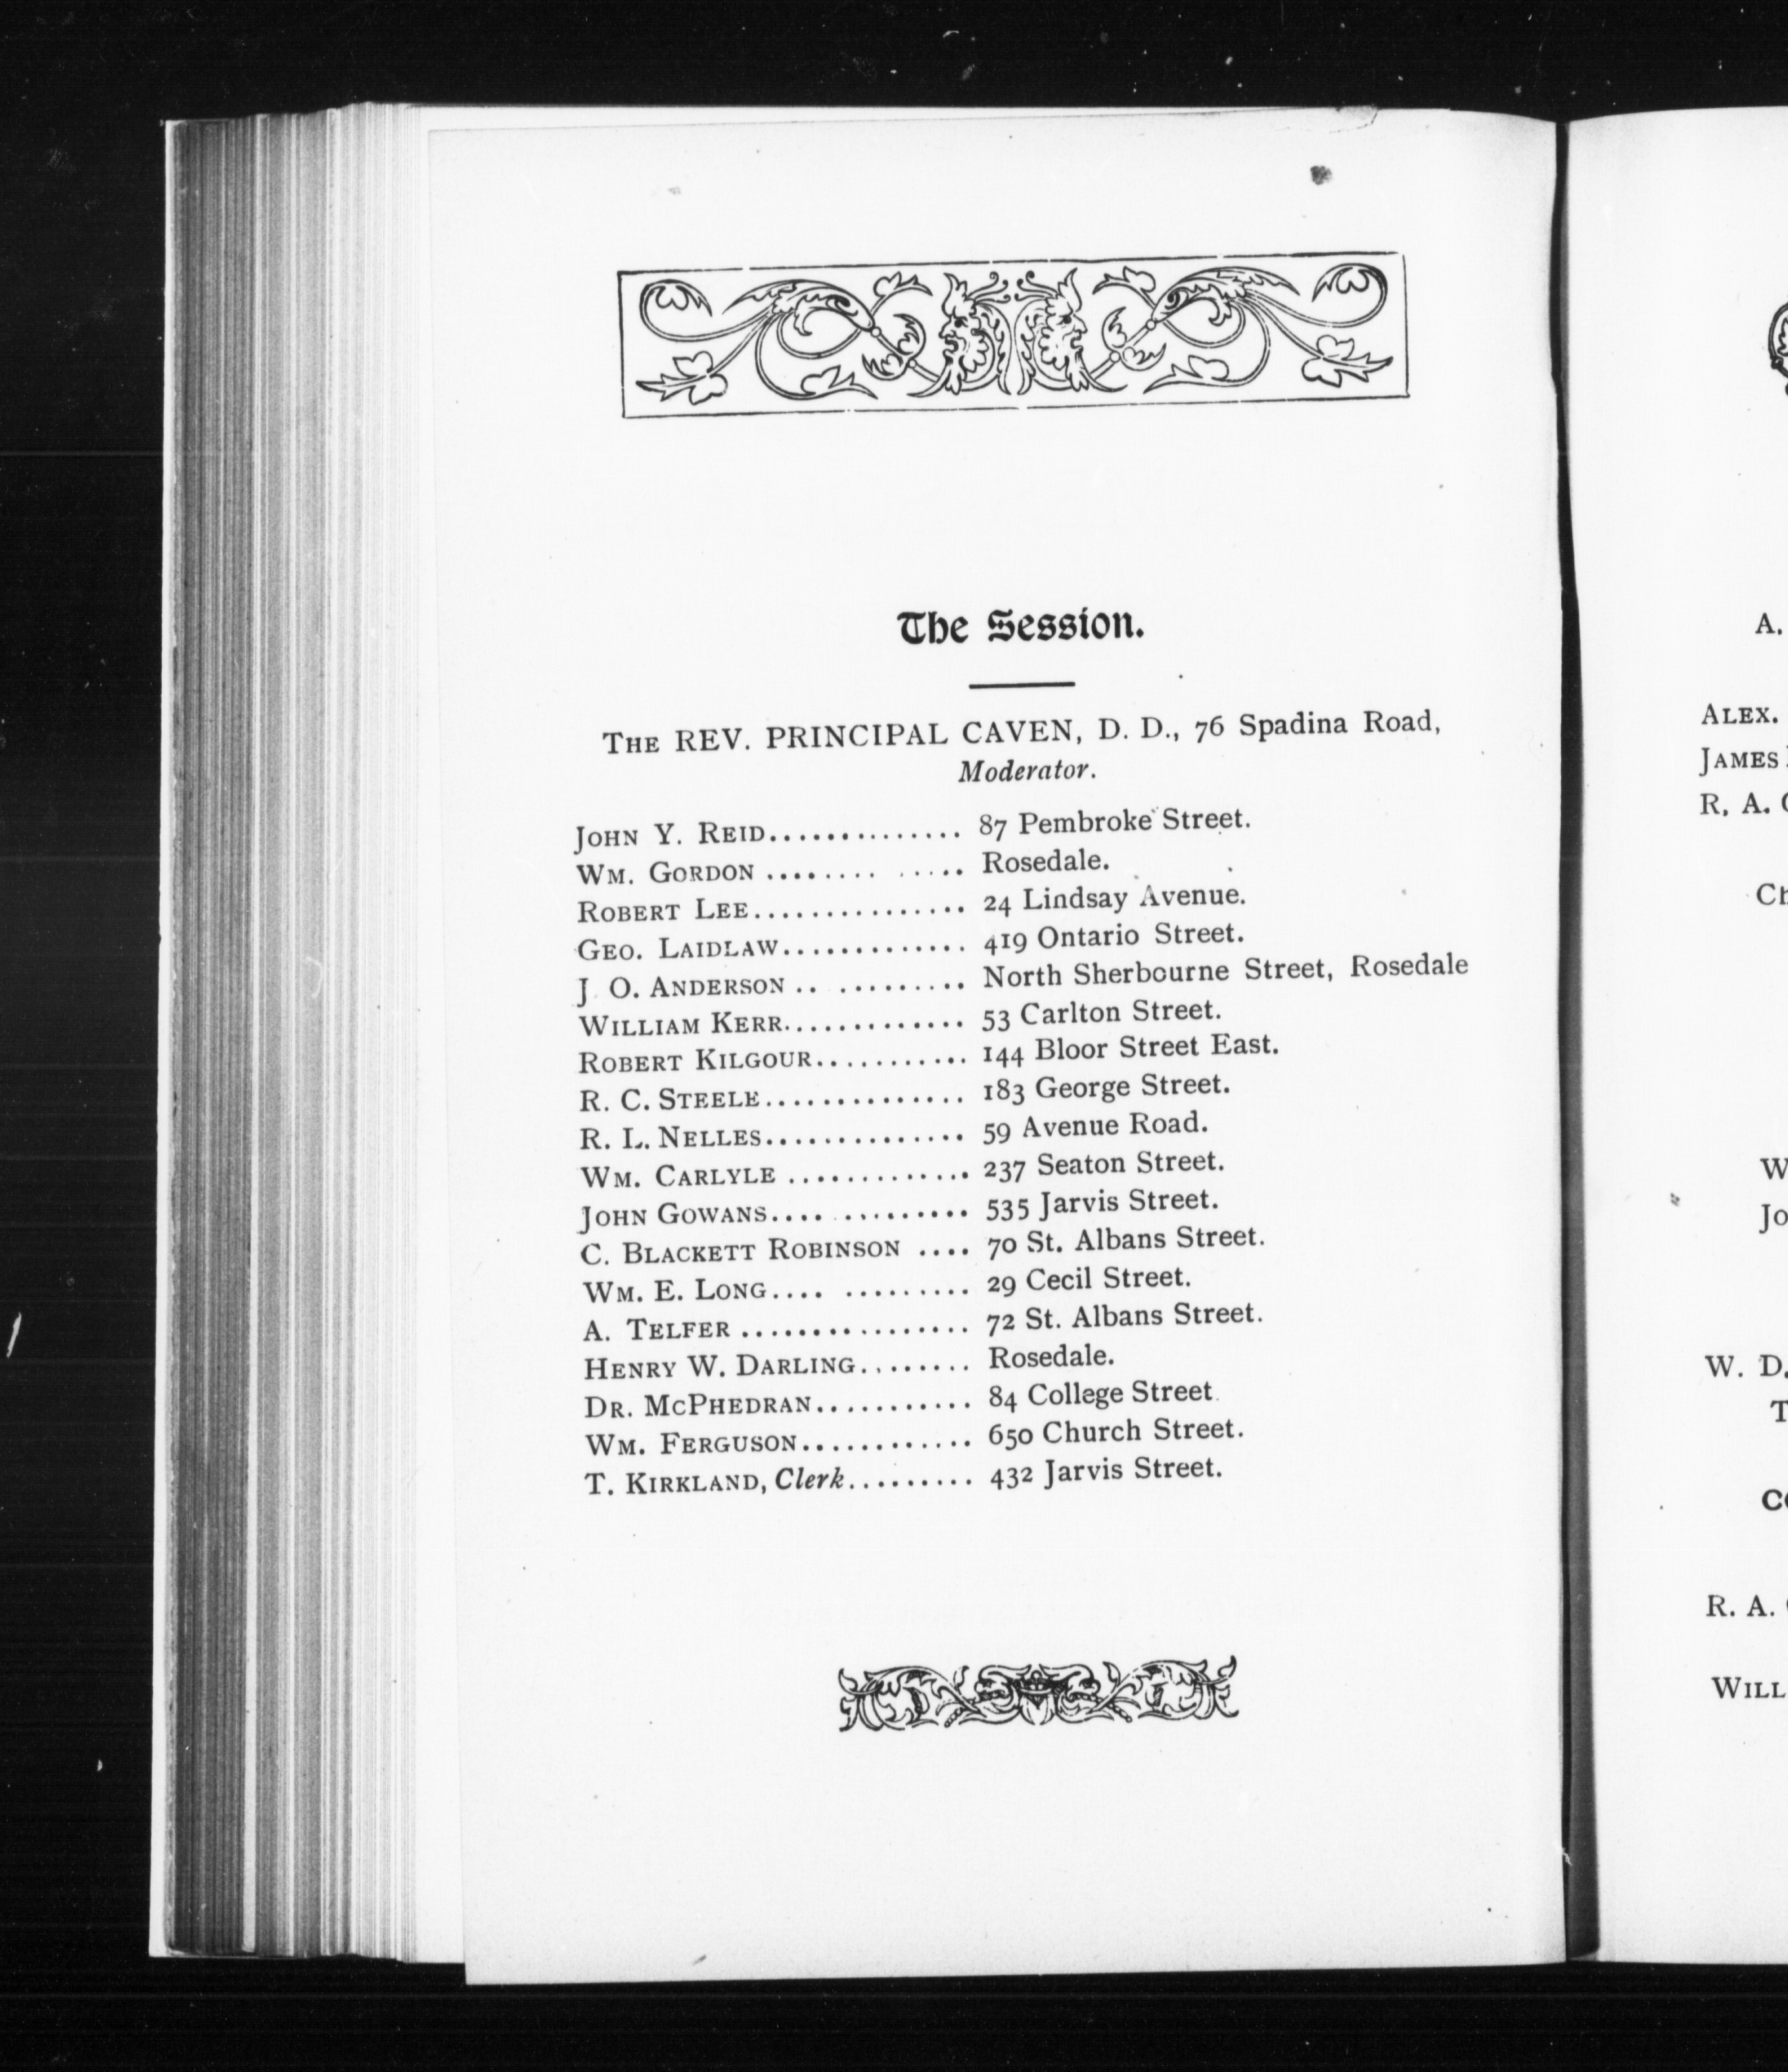 The Session.
THE REV. PRINCIPAL CAVEN, D. D., 76 Spadina Road,
Moderator.
JOHN Y. REID.............. 87 Pembroke Street.
WM. GORDON ........ ..... Rosedale.
ROBERT LEE............... 24 Lindsay Avenue.
GEO. LAIDLAW............. 419 Ontario Street.
J. O. ANDERSON .. .......... North Sherbourne Street, Rosedale
WILLIAM KERR............. 53 Carlton Street.
ROBERT KILGOUR........... 144 Bloor Street East.
R. C. STEELE.............. 183 George Street.
R. L. NELLES.............. 59 Avenue Road.
WM. CARLYLE ............. 237 Seaton Street.
JOHN GOWANS.... .......... 535 Jarvis Street.
C. BLACKETT ROBINSON .... 70 St. Albans Street.
WM. E. LONG.... ......... 29 Cecil Street.
A. TELFER ................ 72 St. Albans Street.
HENRY W. DARLING........ Rosedale.
DR. MCPHEDRAN........... 84 College Street.
WM. FERGUSON............ 650 Church Street.
T. KIRKLAND, Clerk......... 432 Jarvis Street.
A.
ALEX.
JAMES
R. A.
Ch
W
Jo
W. D.
T
CO
R. A.
WILL